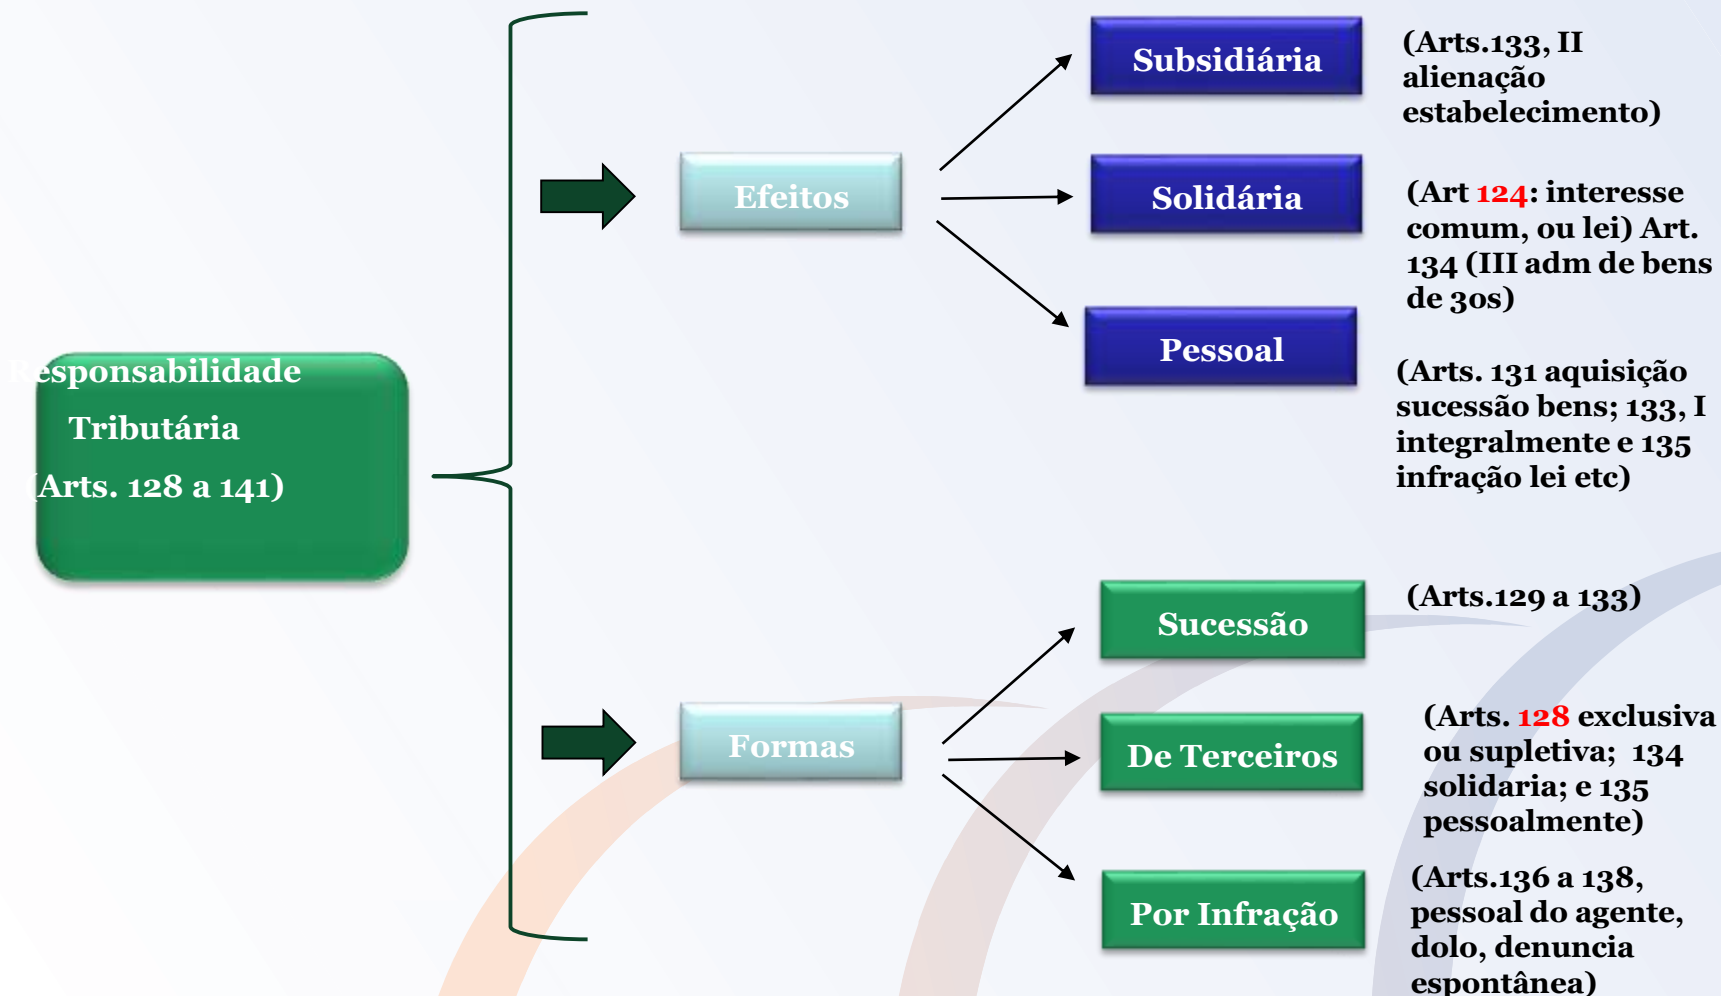 Responsabilidade
Tributária
(Arts. 128 a 141)
Efeitos
Subsidiária
(Arts.133, II
alienação
estabelecimento)
Solidária
(Art 124: interesse
comum, ou lei) Art.
134 (III adm de bens
de 3os)
Pessoal
(Arts. 131 aquisição
sucessão bens; 133, I
integralmente e 135
infração lei etc)
Formas
Sucessão
(Arts.129 a 133)
De Terceiros
(Arts. 128 exclusiva
ou supletiva;  134
solidaria; e 135
pessoalmente)
Por Infração
(Arts.136 a 138,
pessoal do agente,
dolo, denuncia
espontânea)